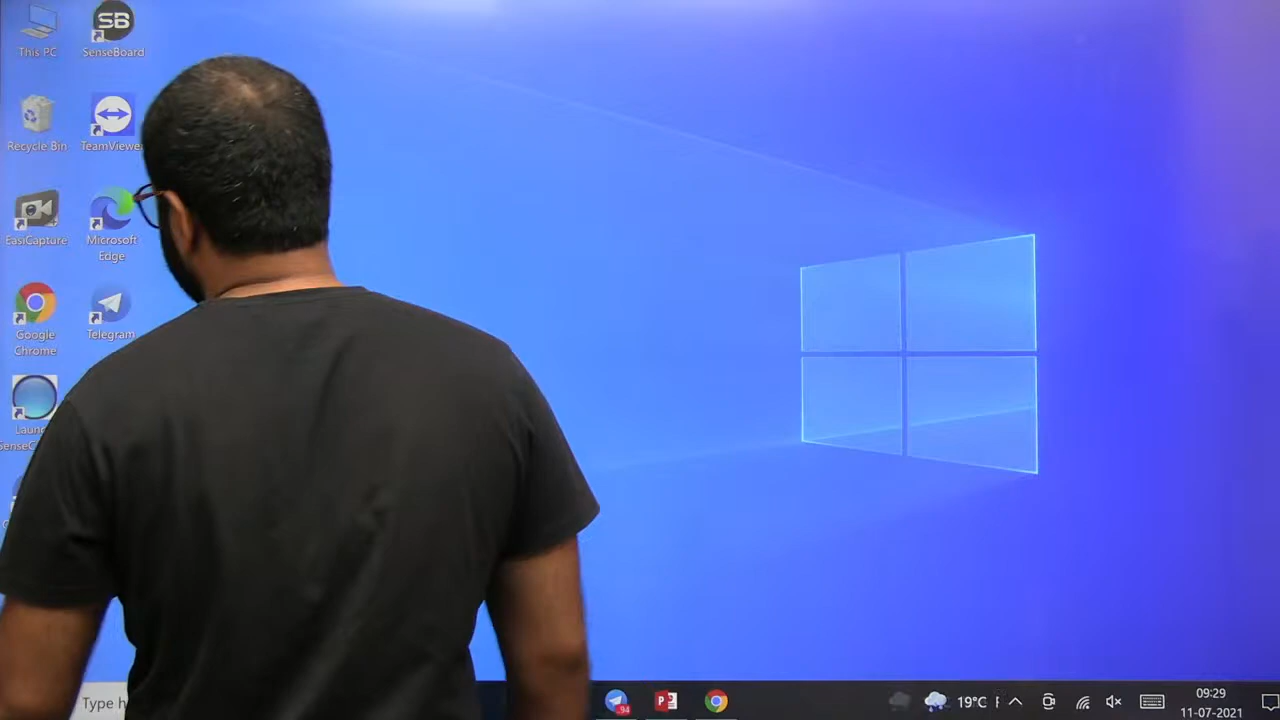 This PC
SB
SenseBoard
Recycle Bin
TeamViewe
EasiCapture
Microsoft
Edge
Google
Chrome
Telegram
Type h
94
19°C
09:29
11-07-2021